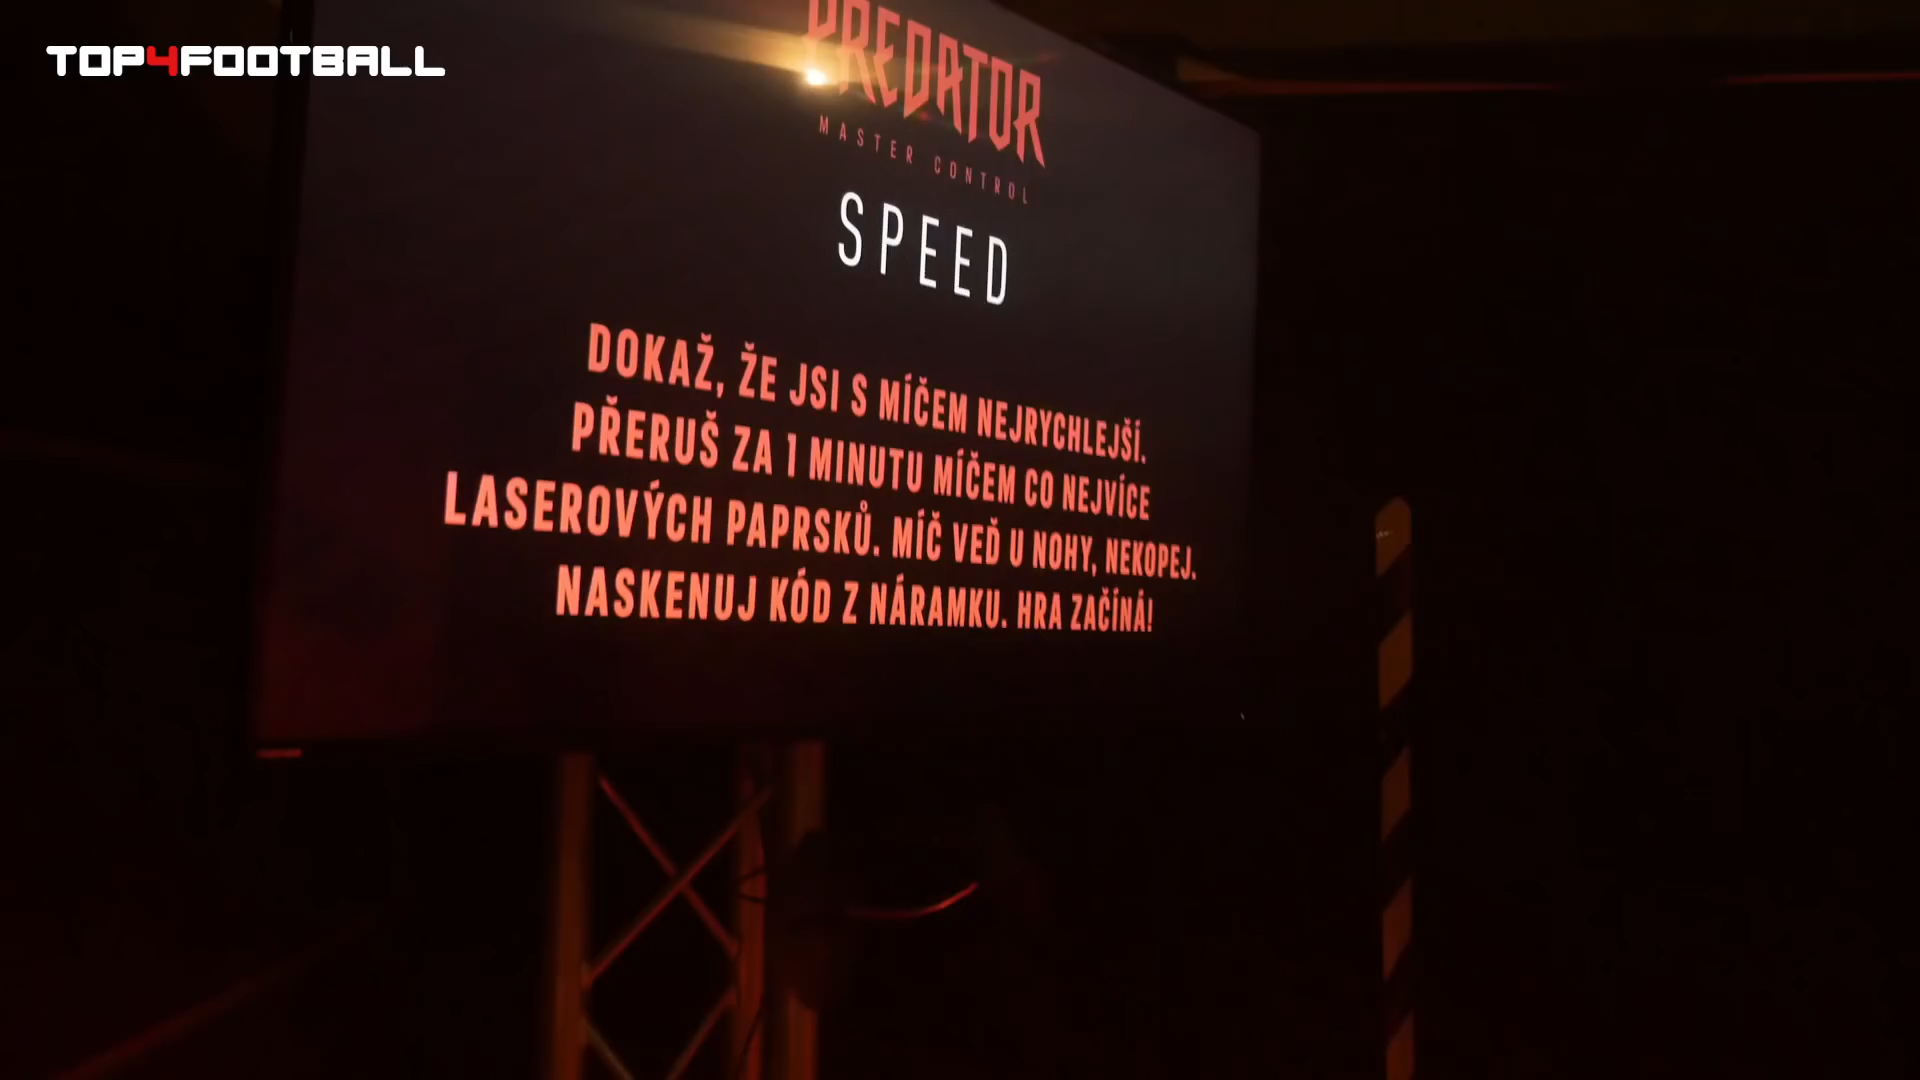 TOP4FOOTBALL
PREDATOR
MASTER CONTROL
SPEED
DOKAŽ, ŽE JSI S MÍČEM NEJRYCHLEJŠÍ.
PŘERUŠ ZA 1 MINUTU MÍČEM CO NEJVÍCE
LASEROVÝCH PAPRSKŮ. MÍČ VEĎ U NOHY, NEKOPEJ.
NASKENUJ KÓD Z NÁRAMKU. HRA ZAČÍNÁ!